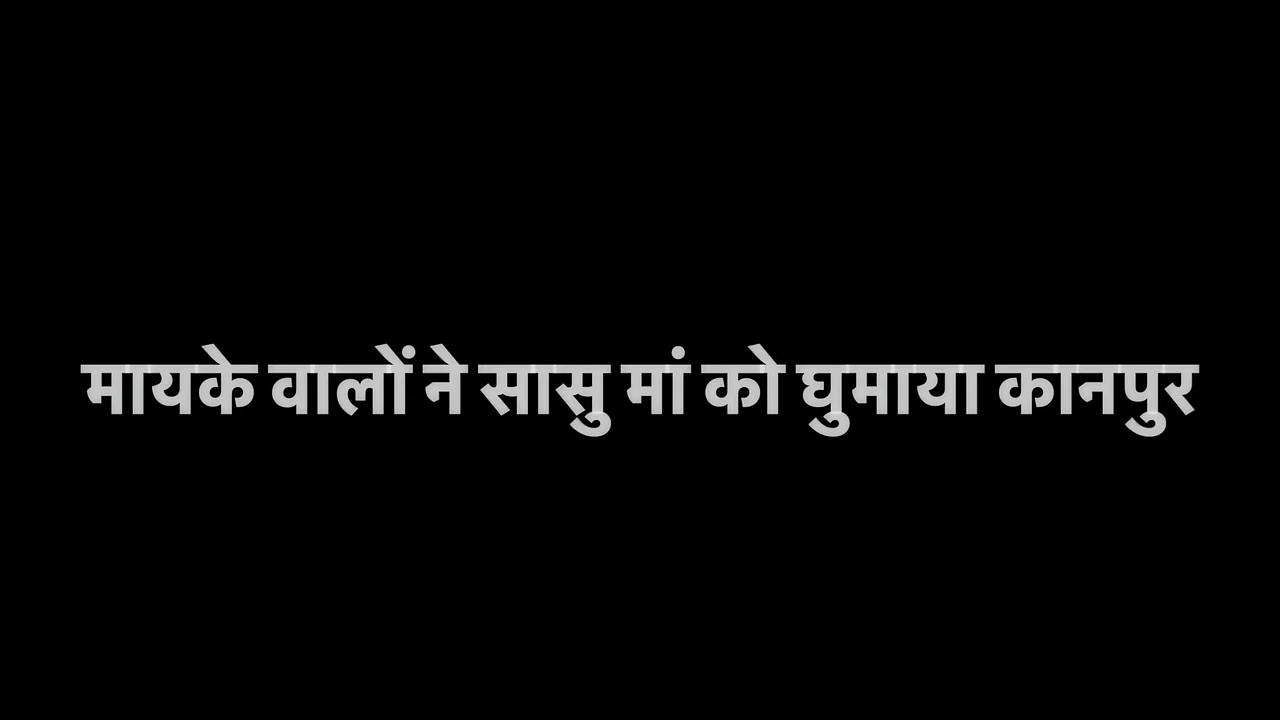 मायके वालों ने सासु मां को घुमाया कानपुर